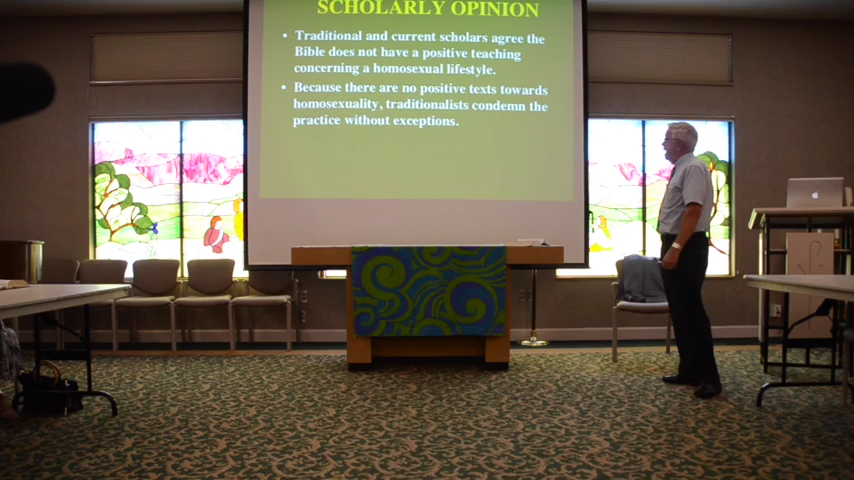 SCHOLARLY OPINION
• Traditional and current scholars agree the
Bible does not have a positive teaching
concerning a homosexual lifestyle.
• Because there are no positive texts towards
homosexuality, traditionalists condemn the
practice without exceptions.